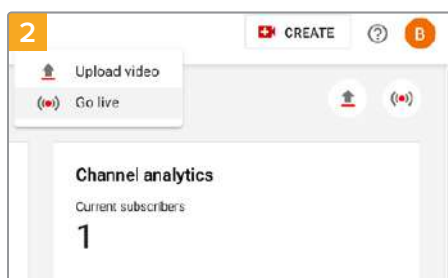 2
CREATE
B
Upload video
Go live
Channel analytics
Current subscribers
1